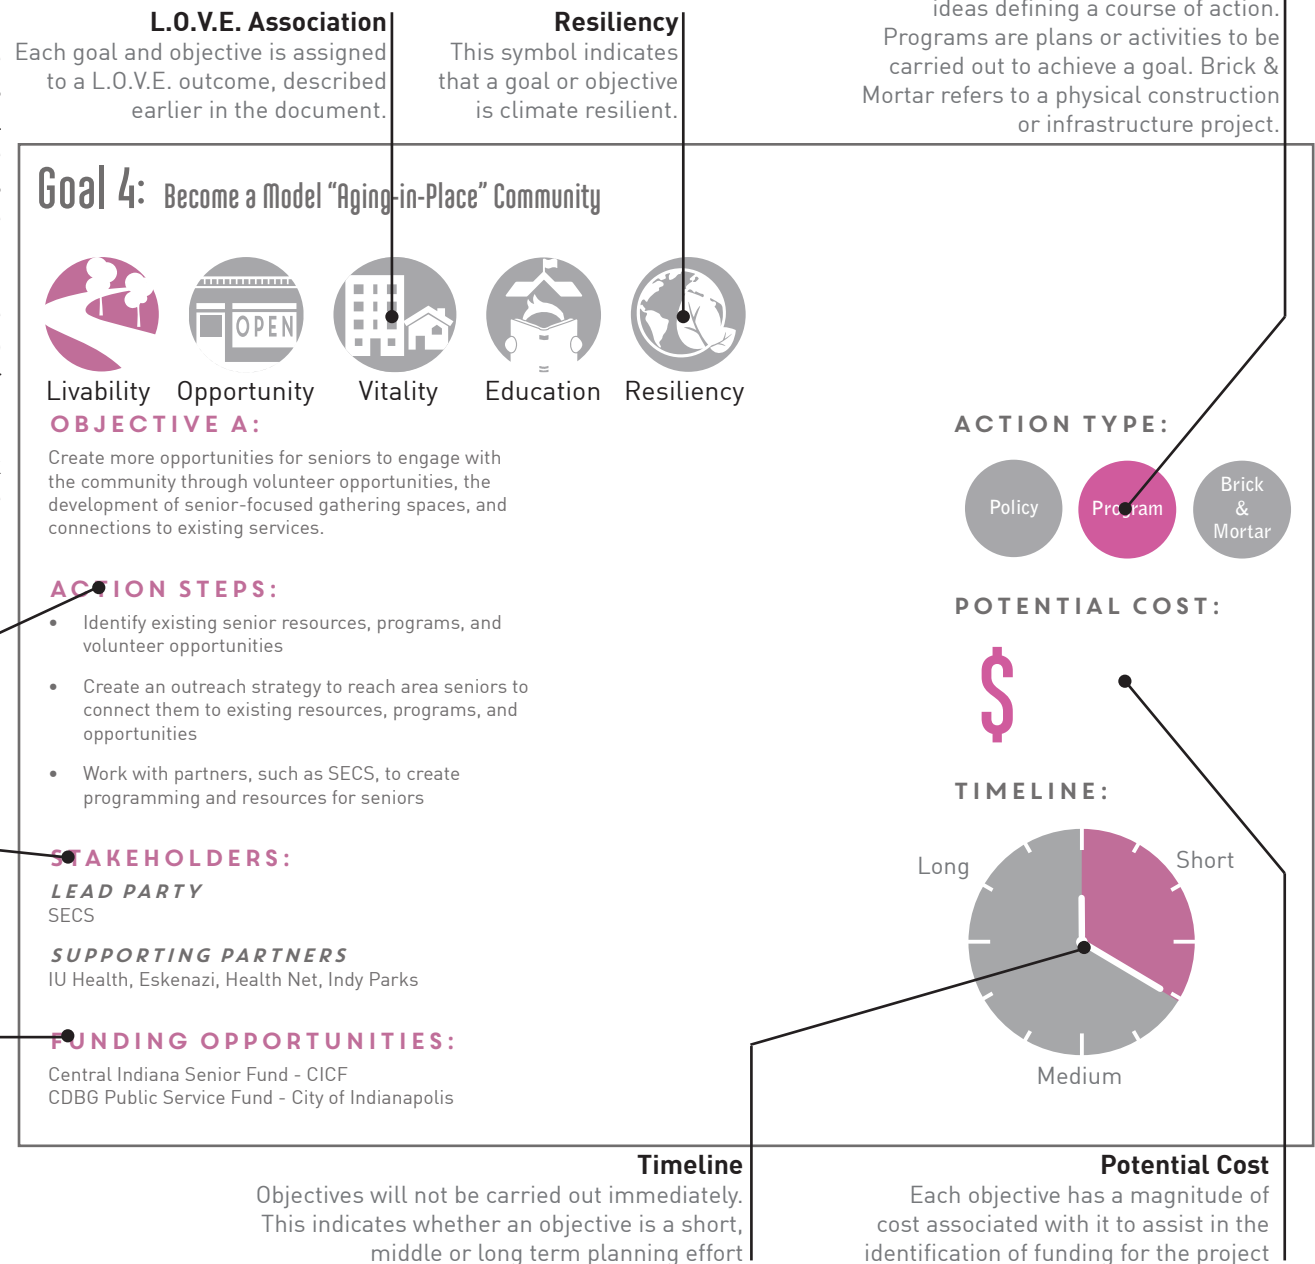 L.O.V.E. Association
Each goal and objective is assigned
to a L.O.V.E. outcome, described
earlier in the document.
Resiliency
This symbol indicates
that a goal or objective
is climate resilient.
ideas defining a course of action.
Programs are plans or activities to be
carried out to achieve a goal. Brick &
Mortar refers to a physical construction
or infrastructure project.
Goal 4: Become a Model “Aging-in-Place” Community
OPEN
Livability Opportunity Vitality Education Resiliency
OBJECTIVE A:
Create more opportunities for seniors to engage with
the community through volunteer opportunities, the
development of senior-focused gathering spaces, and
connections to existing services.
ACTION STEPS:
• Identify existing senior resources, programs, and
volunteer opportunities
• Create an outreach strategy to reach area seniors to
connect them to existing resources, programs, and
opportunities
• Work with partners, such as SECS, to create
programming and resources for seniors
STAKEHOLDERS:
LEAD PARTY
SECS
SUPPORTING PARTNERS
IU Health, Eskenazi, Health Net, Indy Parks
FUNDING OPPORTUNITIES:
Central Indiana Senior Fund - CICF
CDBG Public Service Fund - City of Indianapolis
ACTION TYPE:
Policy
Program
Brick
&
Mortar
POTENTIAL COST:
$
TIMELINE:
Long
Short
Medium
Timeline
Objectives will not be carried out immediately.
This indicates whether an objective is a short,
middle or long term planning effort
Potential Cost
Each objective has a magnitude of
cost associated with it to assist in the
identification of funding for the project